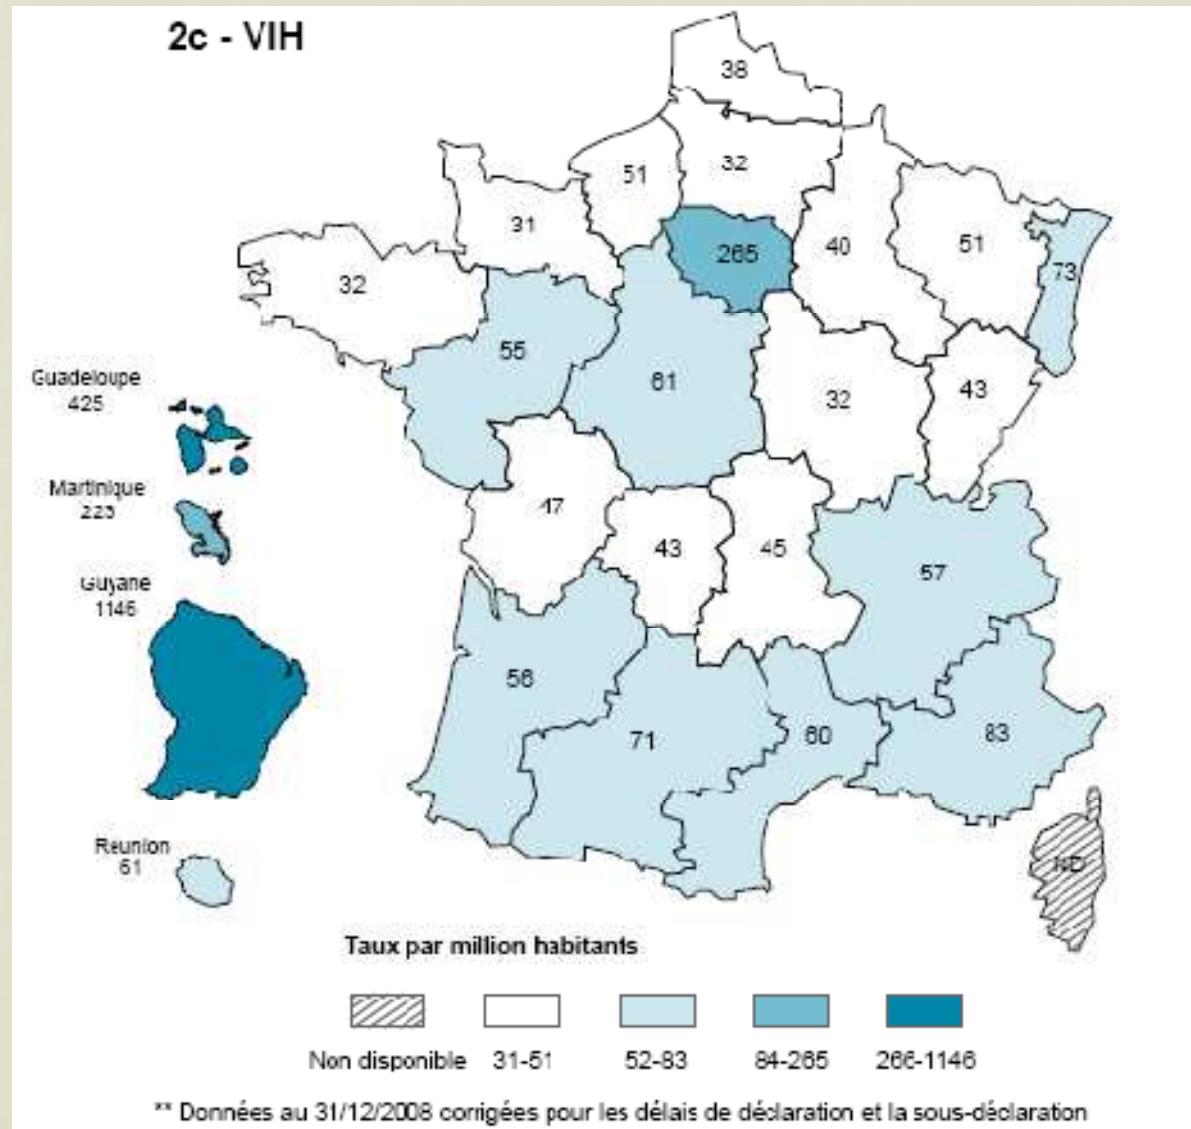 2c - VIH
38
51
32
31
265
40
51
73
32
55
61
32
43
Guadeloupe
425
Martinique
223
Guyane
1146
47
43
45
57
56
71
60
83
Réunion
61
ND
Taux par million habitants
Non disponible 31-51 52-83 84-265 266-1146
** Données au 31/12/2008 corrigées pour les délais de déclaration et la sous-déclaration